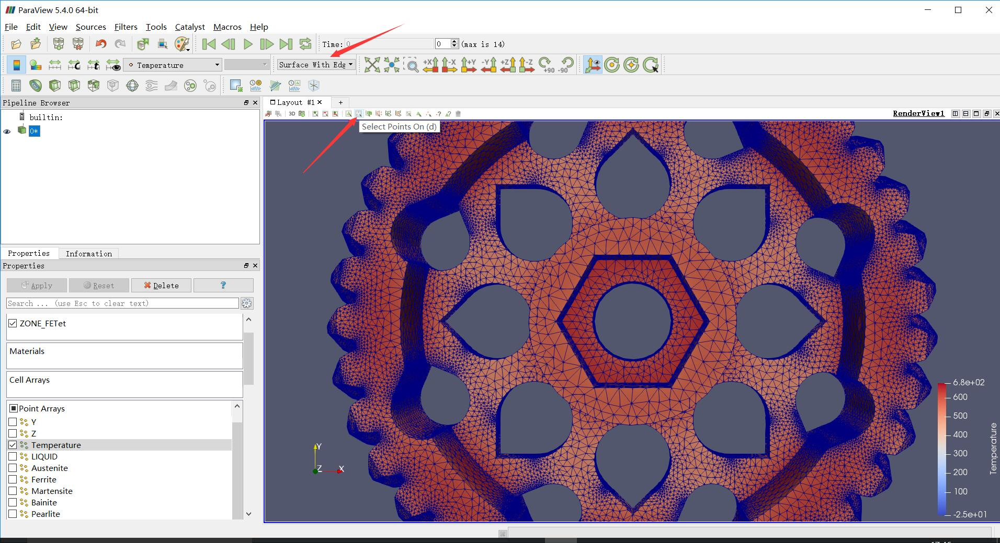 ParaView 5.4.0 64-bit
File Edit View Sources Filters Tools Catalyst Macros Help
Time: 0 0 (max is 14)
Temperature Surface With Edg +X -X +Y -Y +Z -Z +90 -90
Pipeline Browser
Layout #1 +
3D RenderView1
builtin:
0*
Select Points On (d)
Properties Information
Properties
Apply Reset Delete ?
Search ... (use Esc to clear text)
ZONE_FETet
Materials
Cell Arrays
Point Arrays
Y
Z
Temperature
LIQUID
Austenite
Ferrite
Martensite
Bainite
Pearlite
Y
Z X
6.8e+02
600
500
400
300
200
100
-2.5e+01
Temperature